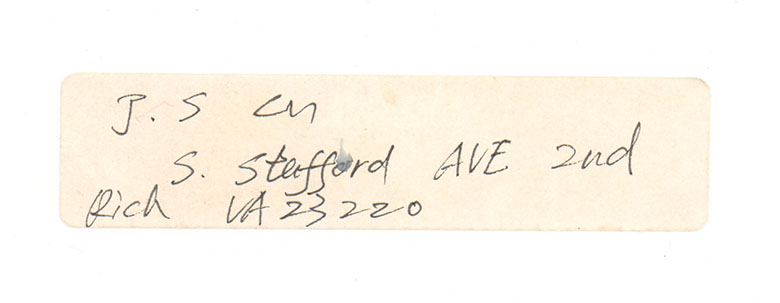 J. S Cn
S. Stafford AVE 2nd
Rich VA 23220